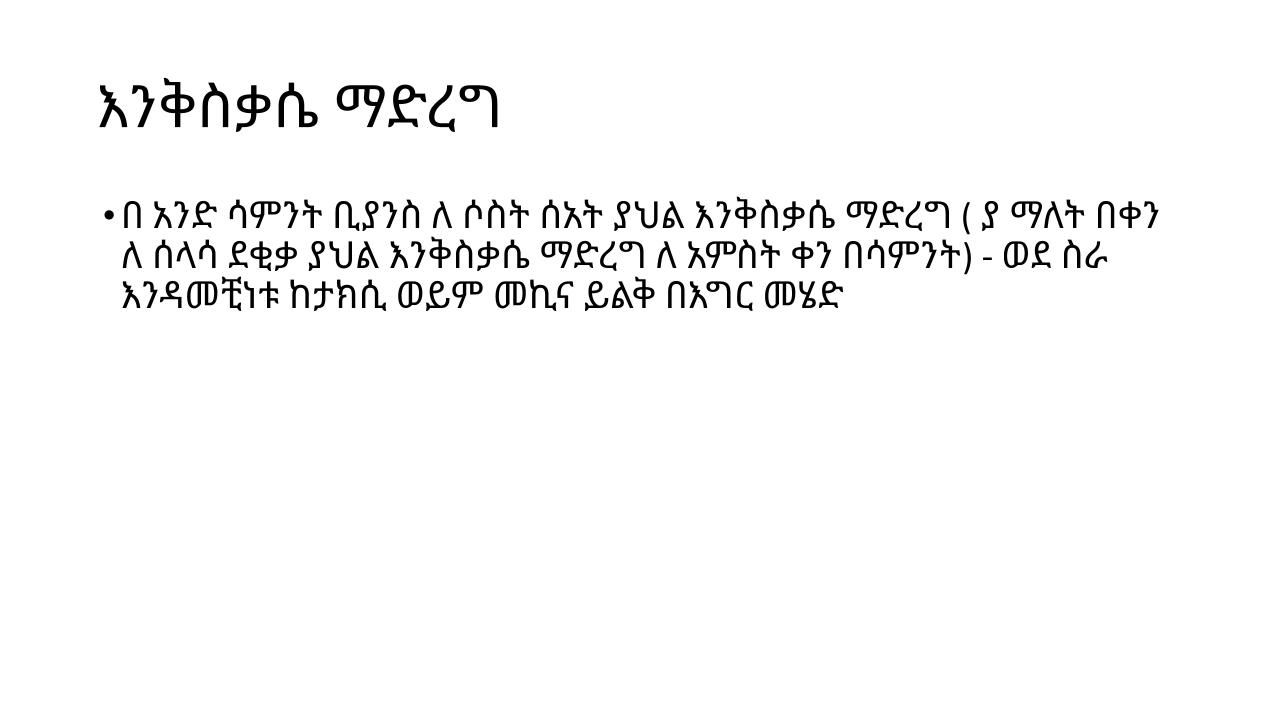 እንቅስቃሴ ማድረግ
• በ አንድ ሳምንት ቢያንስ ለ ሶስት ሰአት ያህል እንቅስቃሴ ማድረግ ( ያ ማለት በቀን
ለ ሰላሳ ደቂቃ ያህል እንቅስቃሴ ማድረግ ለ አምስት ቀን በሳምንት) - ወደ ስራ
እንዳመቺነቱ ከታክሲ ወይም መኪና ይልቅ በእግር መሄድ